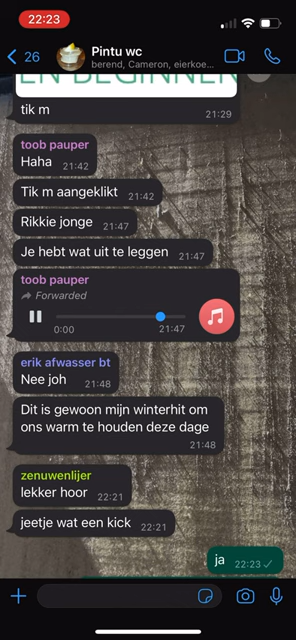 22:23
26
Pintu wc
berend, Cameron, eierkoe...
EN BEGINNEN
tik m
21:29
toob pauper
Haha
21:42
Tik m aangeklikt
21:42
Rikkie jonge
21:47
Je hebt wat uit te leggen
21:47
toob pauper
Forwarded
0:00
21:47
erik afwasser bt
Nee joh
21:48
Dit is gewoon mijn winterhit om
ons warm te houden deze dage
21:48
zenuwenlijer
lekker hoor
22:21
jeetje wat een kick
22:21
ja
22:23